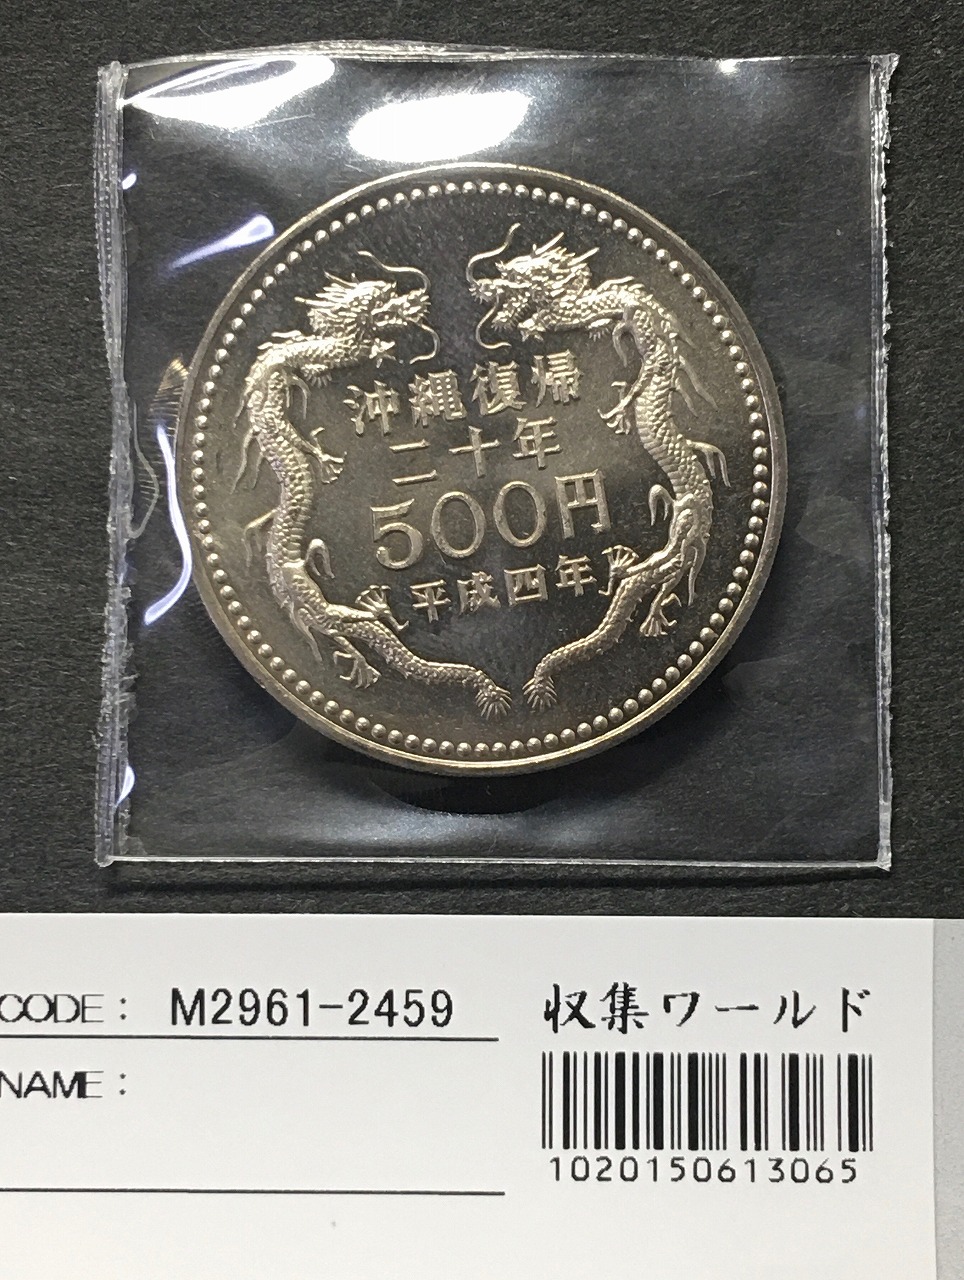 沖縄復帰
二十年
500円
平成四年
CODE: M2961-2459
収集ワールド
NAME:
1020150613065